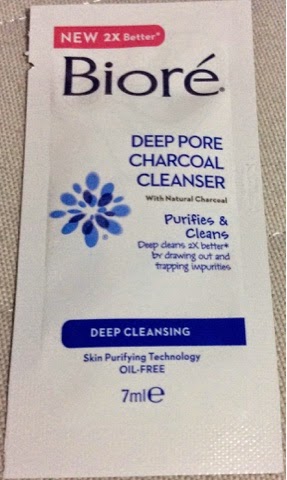 NEW 2X Better*
Bioré®
DEEP PORE
CHARCOAL
CLEANSER
With Natural Charcoal
Purifies &
Cleans
Deep cleans 2X better*
by drawing out and
trapping impurities
DEEP CLEANSING
Skin Purifying Technology
OIL-FREE
7ml℮